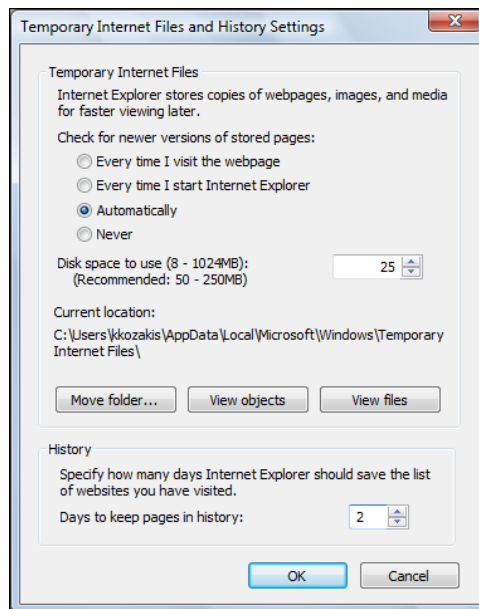 Temporary Internet Files and History Settings
Temporary Internet Files
Internet Explorer stores copies of webpages, images, and media
for faster viewing later.
Check for newer versions of stored pages:
Every time I visit the webpage
Every time I start Internet Explorer
Automatically
Never
Disk space to use (8 - 1024MB): 25
(Recommended: 50 - 250MB)
Current location:
C:\Users\kkozakis\AppData\Local\Microsoft\Windows\Temporary
Internet Files\
Move folder... View objects View files
History
Specify how many days Internet Explorer should save the list
of websites you have visited.
Days to keep pages in history: 2
OK Cancel